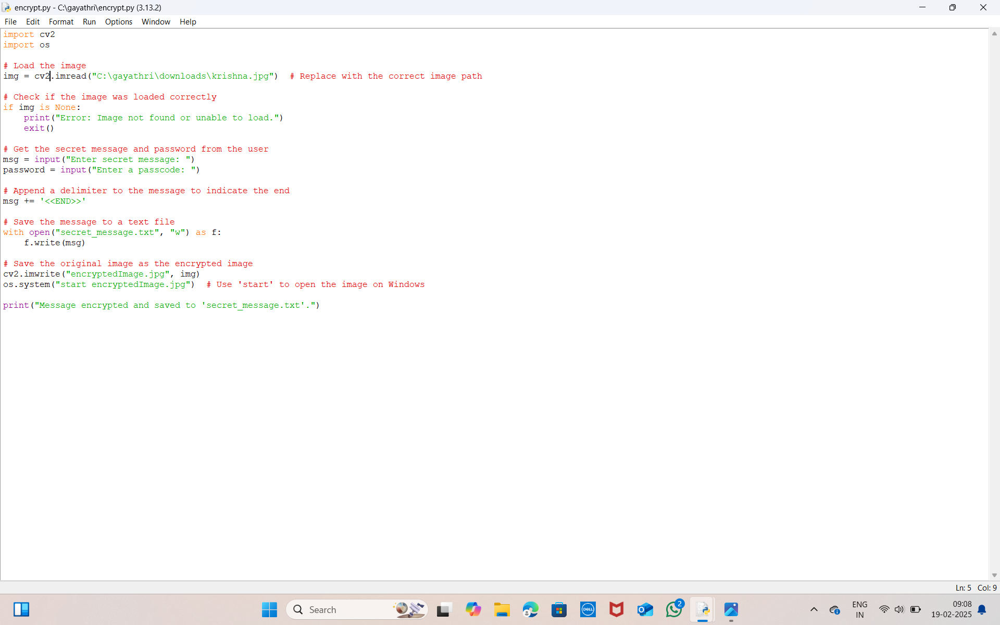 encrypt.py - C:\gayathri\encrypt.py (3.13.2)
File Edit Format Run Options Window Help
import cv2
import os
# Load the image
img = cv2.imread("C:\gayathri\downloads\krishna.jpg")  # Replace with the correct image path
# Check if the image was loaded correctly
if img is None:
    print("Error: Image not found or unable to load.")
    exit()
# Get the secret message and password from the user
msg = input("Enter secret message: ")
password = input("Enter a passcode: ")
# Append a delimiter to the message to indicate the end
msg += '<<END>>'
# Save the message to a text file
with open("secret_message.txt", "w") as f:
    f.write(msg)
# Save the original image as the encrypted image
cv2.imwrite("encryptedImage.jpg", img)
os.system("start encryptedImage.jpg")  # Use 'start' to open the image on Windows
print("Message encrypted and saved to 'secret_message.txt'.")
Ln: 5 Col: 9
Search
DELL
2
ENG
IN
09:08
19-02-2025